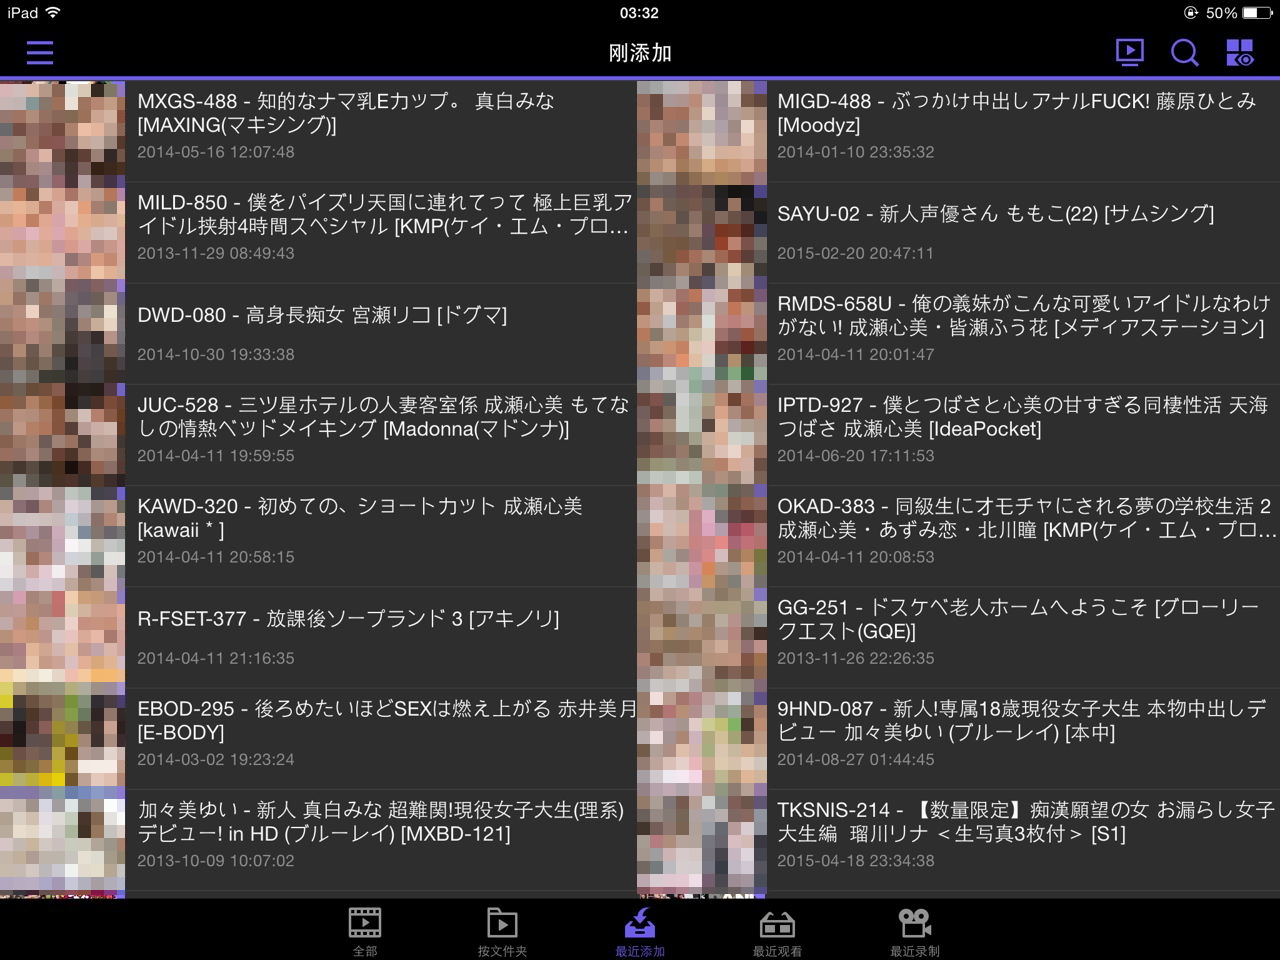 iPad
03:32
50%
刚添加
MXGS-488 - 知的なナマ乳Eカップ。 真白みな
[MAXING(マキシング)]
2014-05-16 12:07:48
MIGD-488 - ぶっかけ中出しアナルFUCK! 藤原ひとみ
[Moodyz]
2014-01-10 23:35:32
MILD-850 - 僕をパイズリ天国に連れてって 極上巨乳ア
イドル挟射4時間スペシャル [KMP(ケイ・エム・プロ…
2013-11-29 08:49:43
SAYU-02 - 新人声優さん ももこ(22) [サムシング]
2015-02-20 20:47:11
DWD-080 - 高身長痴女 宮瀬リコ [ドグマ]
2014-10-30 19:33:38
RMDS-658U - 俺の義妹がこんな可愛いアイドルなわけ
がない! 成瀬心美・皆瀬ふう花 [メディアステーション]
2014-04-11 20:01:47
JUC-528 - 三ツ星ホテルの人妻客室係 成瀬心美 もてな
しの情熱ベッドメイキング [Madonna(マドンナ)]
2014-04-11 19:59:55
IPTD-927 - 僕とつばさと心美の甘すぎる同棲性活 天海
つばさ 成瀬心美 [IdeaPocket]
2014-06-20 17:11:53
KAWD-320 - 初めての、ショートカット 成瀬心美
[kawaii * ]
2014-04-11 20:58:15
OKAD-383 - 同級生にオモチャにされる夢の学校生活 2
成瀬心美・あずみ恋・北川瞳 [KMP(ケイ・エム・プロ…
2014-04-11 20:08:53
R-FSET-377 - 放課後ソープランド 3 [アキノリ]
2014-04-11 21:16:35
GG-251 - ドスケベ老人ホームへようこそ [グローリー
クエスト(GQE)]
2013-11-26 22:26:35
EBOD-295 - 後ろめたいほどSEXは燃え上がる 赤井美月
[E-BODY]
2014-03-02 19:23:24
9HND-087 - 新人!専属18歳現役女子大生 本物中出しデ
ビュー 加々美ゆい (ブルーレイ) [本中]
2014-08-27 01:44:45
加々美ゆい - 新人 真白みな 超難関!現役女子大生(理系)
デビュー! in HD (ブルーレイ) [MXBD-121]
2013-10-09 10:07:02
TKSNIS-214 - 【数量限定】痴漢願望の女 お漏らし女子
大生編 瑠川リナ ＜生写真3枚付＞ [S1]
2015-04-18 23:34:38
全部
按文件夹
最近添加
最近观看
最近录制